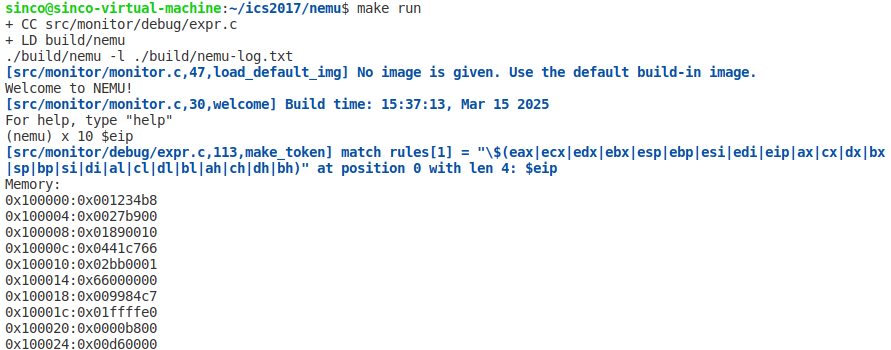 sinco@sinco-virtual-machine:~/ics2017/nemu$ make run
+ CC src/monitor/debug/expr.c
+ LD build/nemu
./build/nemu -l ./build/nemu-log.txt
[src/monitor/monitor.c,47,load_default_img] No image is given. Use the default build-in image.
Welcome to NEMU!
[src/monitor/monitor.c,30,welcome] Build time: 15:37:13, Mar 15 2025
For help, type "help"
(nemu) x 10 $eip
[src/monitor/debug/expr.c,113,make_token] match rules[1] = "\$(eax|ecx|edx|ebx|esp|ebp|esi|edi|eip|ax|cx|dx|bx
|sp|bp|si|di|al|cl|dl|bl|ah|ch|dh|bh)" at position 0 with len 4: $eip
Memory:
0x100000:0x001234b8
0x100004:0x0027b900
0x100008:0x01890010
0x10000c:0x0441c766
0x100010:0x02bb0001
0x100014:0x66000000
0x100018:0x009984c7
0x10001c:0x01ffffe0
0x100020:0x0000b800
0x100024:0x00d60000